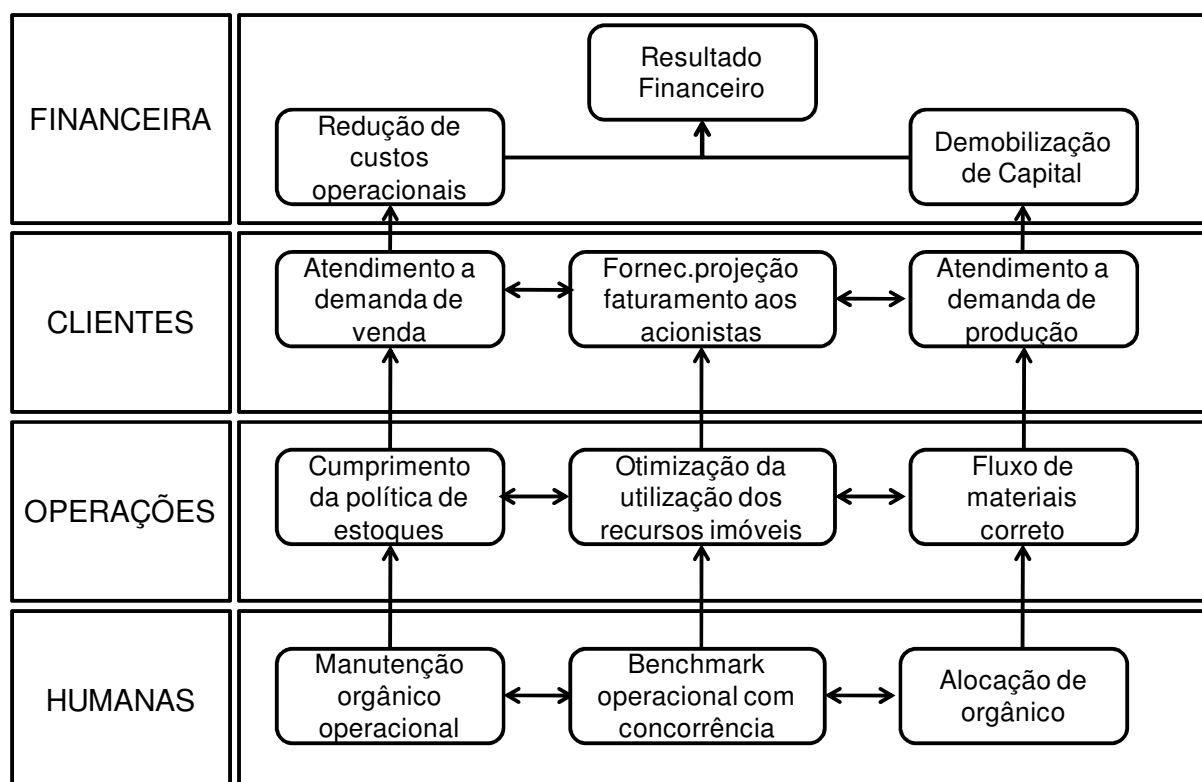 FINANCEIRA
Resultado
Financeiro
Redução de
custos
operacionais
Demobilização
de Capital
CLIENTES
Atendimento a
demanda de
venda
Fornec.projeção
faturamento aos
acionistas
Atendimento a
demanda de
produção
OPERAÇÕES
Cumprimento
da política de
estoques
Otimização da
utilização dos
recursos imóveis
Fluxo de
materiais
correto
HUMANAS
Manutenção
orgânico
operacional
Benchmark
operacional com
concorrência
Alocação de
orgânico